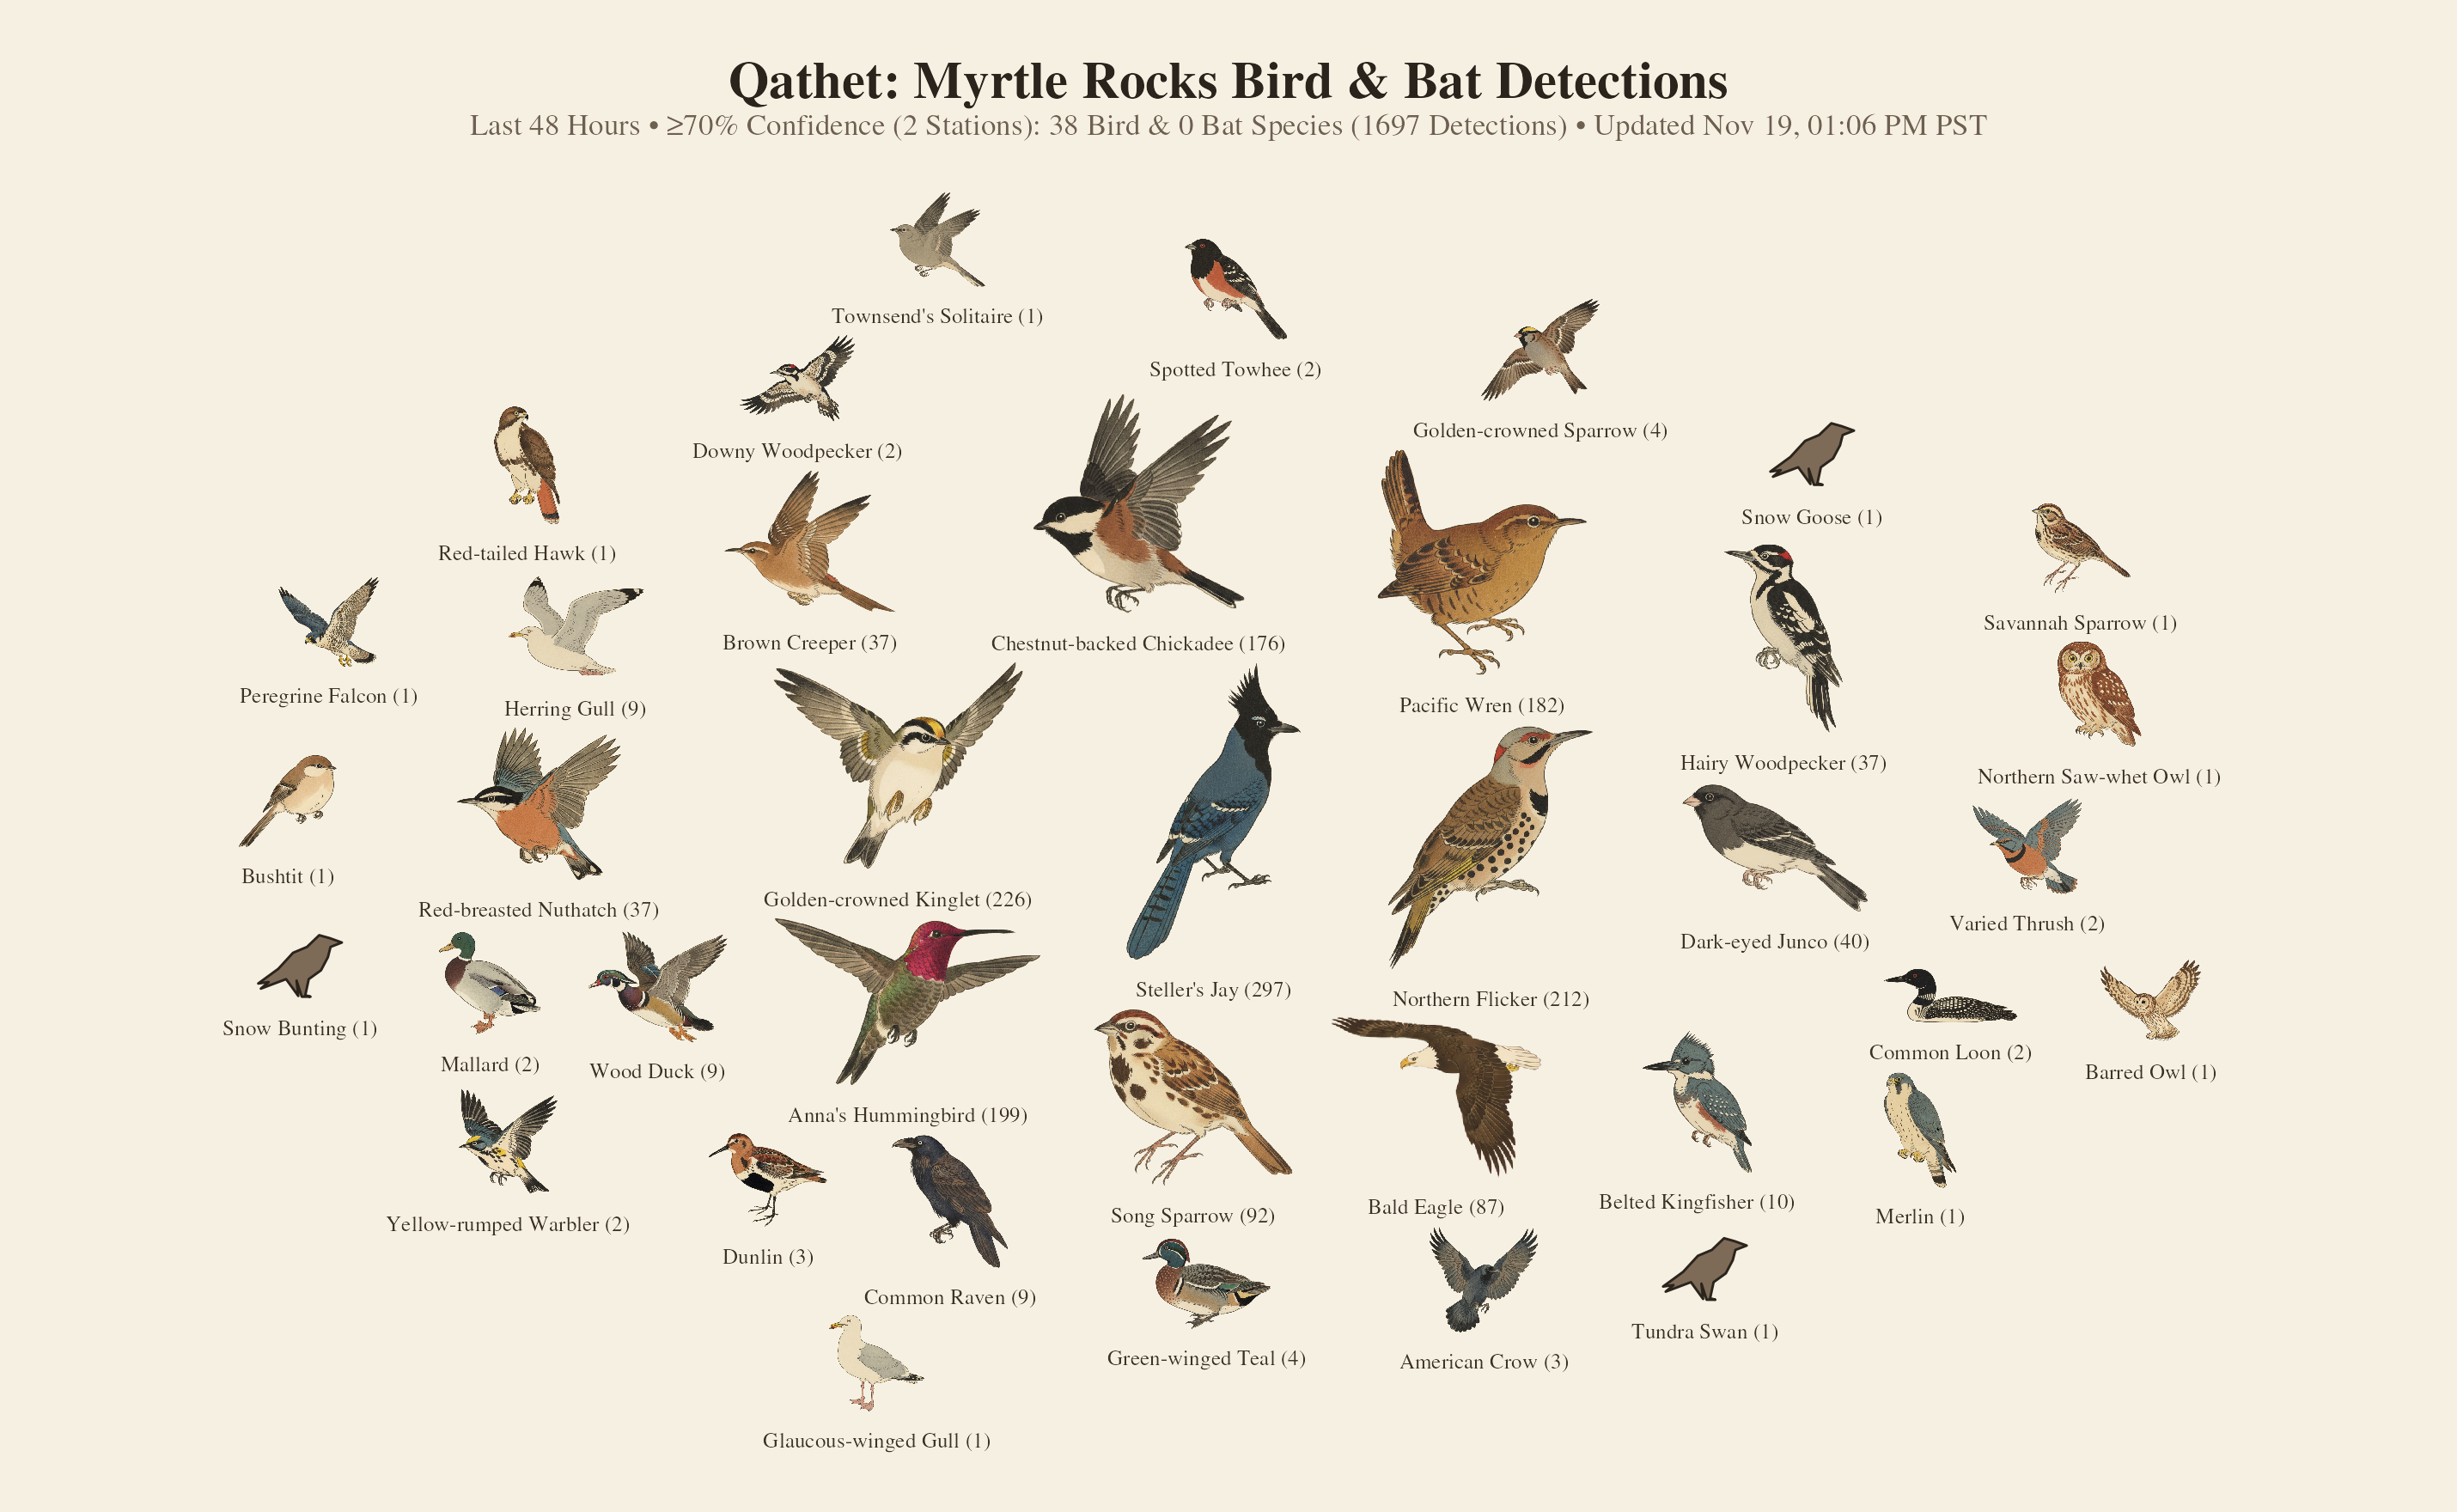 Qathet: Myrtle Rocks Bird & Bat Detections
Last 48 Hours • ≥70% Confidence (2 Stations): 38 Bird & 0 Bat Species (1697 Detections) • Updated Nov 19, 01:06 PM PST
Townsend's Solitaire (1)
Spotted Towhee (2)
Golden-crowned Sparrow (4)
Downy Woodpecker (2)
Snow Goose (1)
Red-tailed Hawk (1)
Savannah Sparrow (1)
Brown Creeper (37)
Chestnut-backed Chickadee (176)
Peregrine Falcon (1)
Herring Gull (9)
Pacific Wren (182)
Hairy Woodpecker (37)
Northern Saw-whet Owl (1)
Bushtit (1)
Red-breasted Nuthatch (37)
Golden-crowned Kinglet (226)
Varied Thrush (2)
Dark-eyed Junco (40)
Steller's Jay (297)
Northern Flicker (212)
Snow Bunting (1)
Mallard (2)
Wood Duck (9)
Common Loon (2)
Barred Owl (1)
Anna's Hummingbird (199)
Yellow-rumped Warbler (2)
Song Sparrow (92)
Bald Eagle (87)
Belted Kingfisher (10)
Merlin (1)
Dunlin (3)
Common Raven (9)
Tundra Swan (1)
Green-winged Teal (4)
American Crow (3)
Glaucous-winged Gull (1)